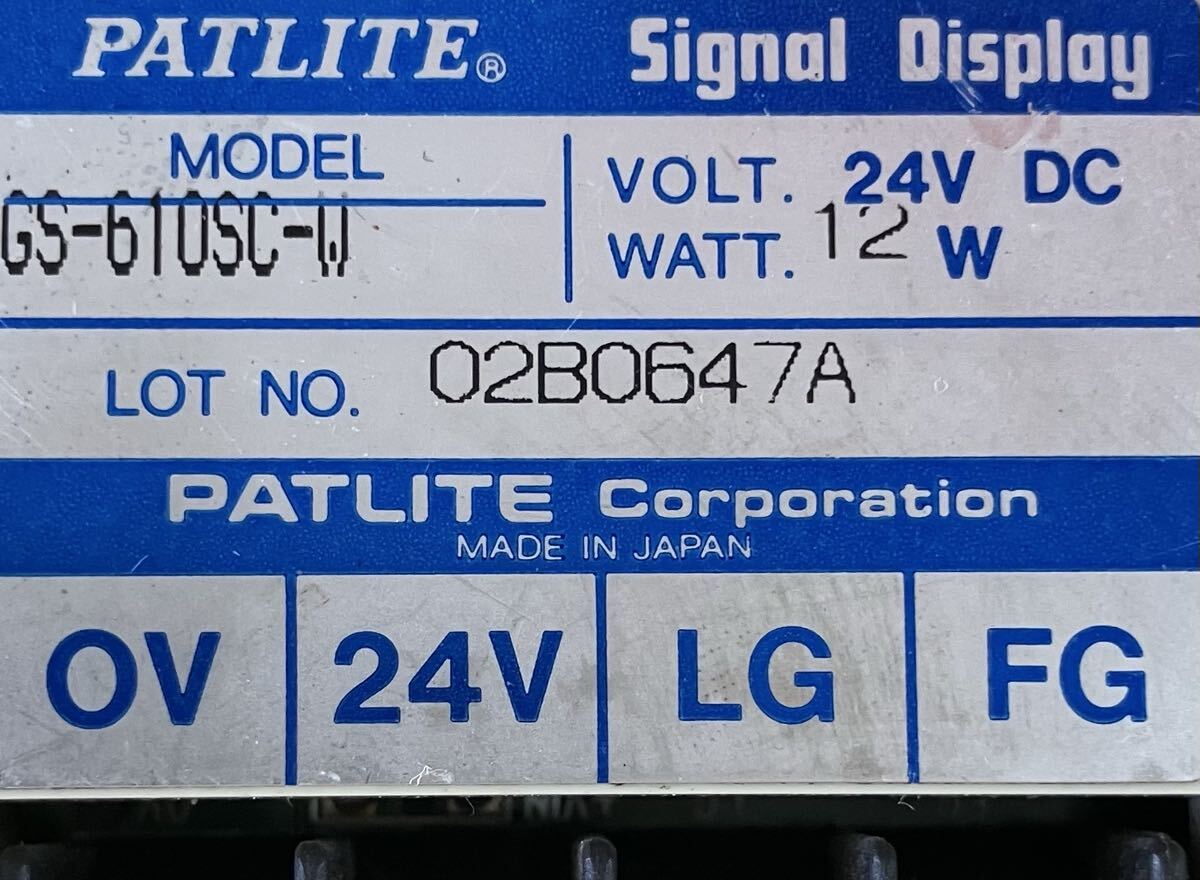 PATLITE® Signal Display
MODEL
GS-610SC-W
VOLT. 24V DC
WATT. 12 W
LOT NO. 02B0647A
PATLITE Corporation
MADE IN JAPAN
0V 24V LG FG